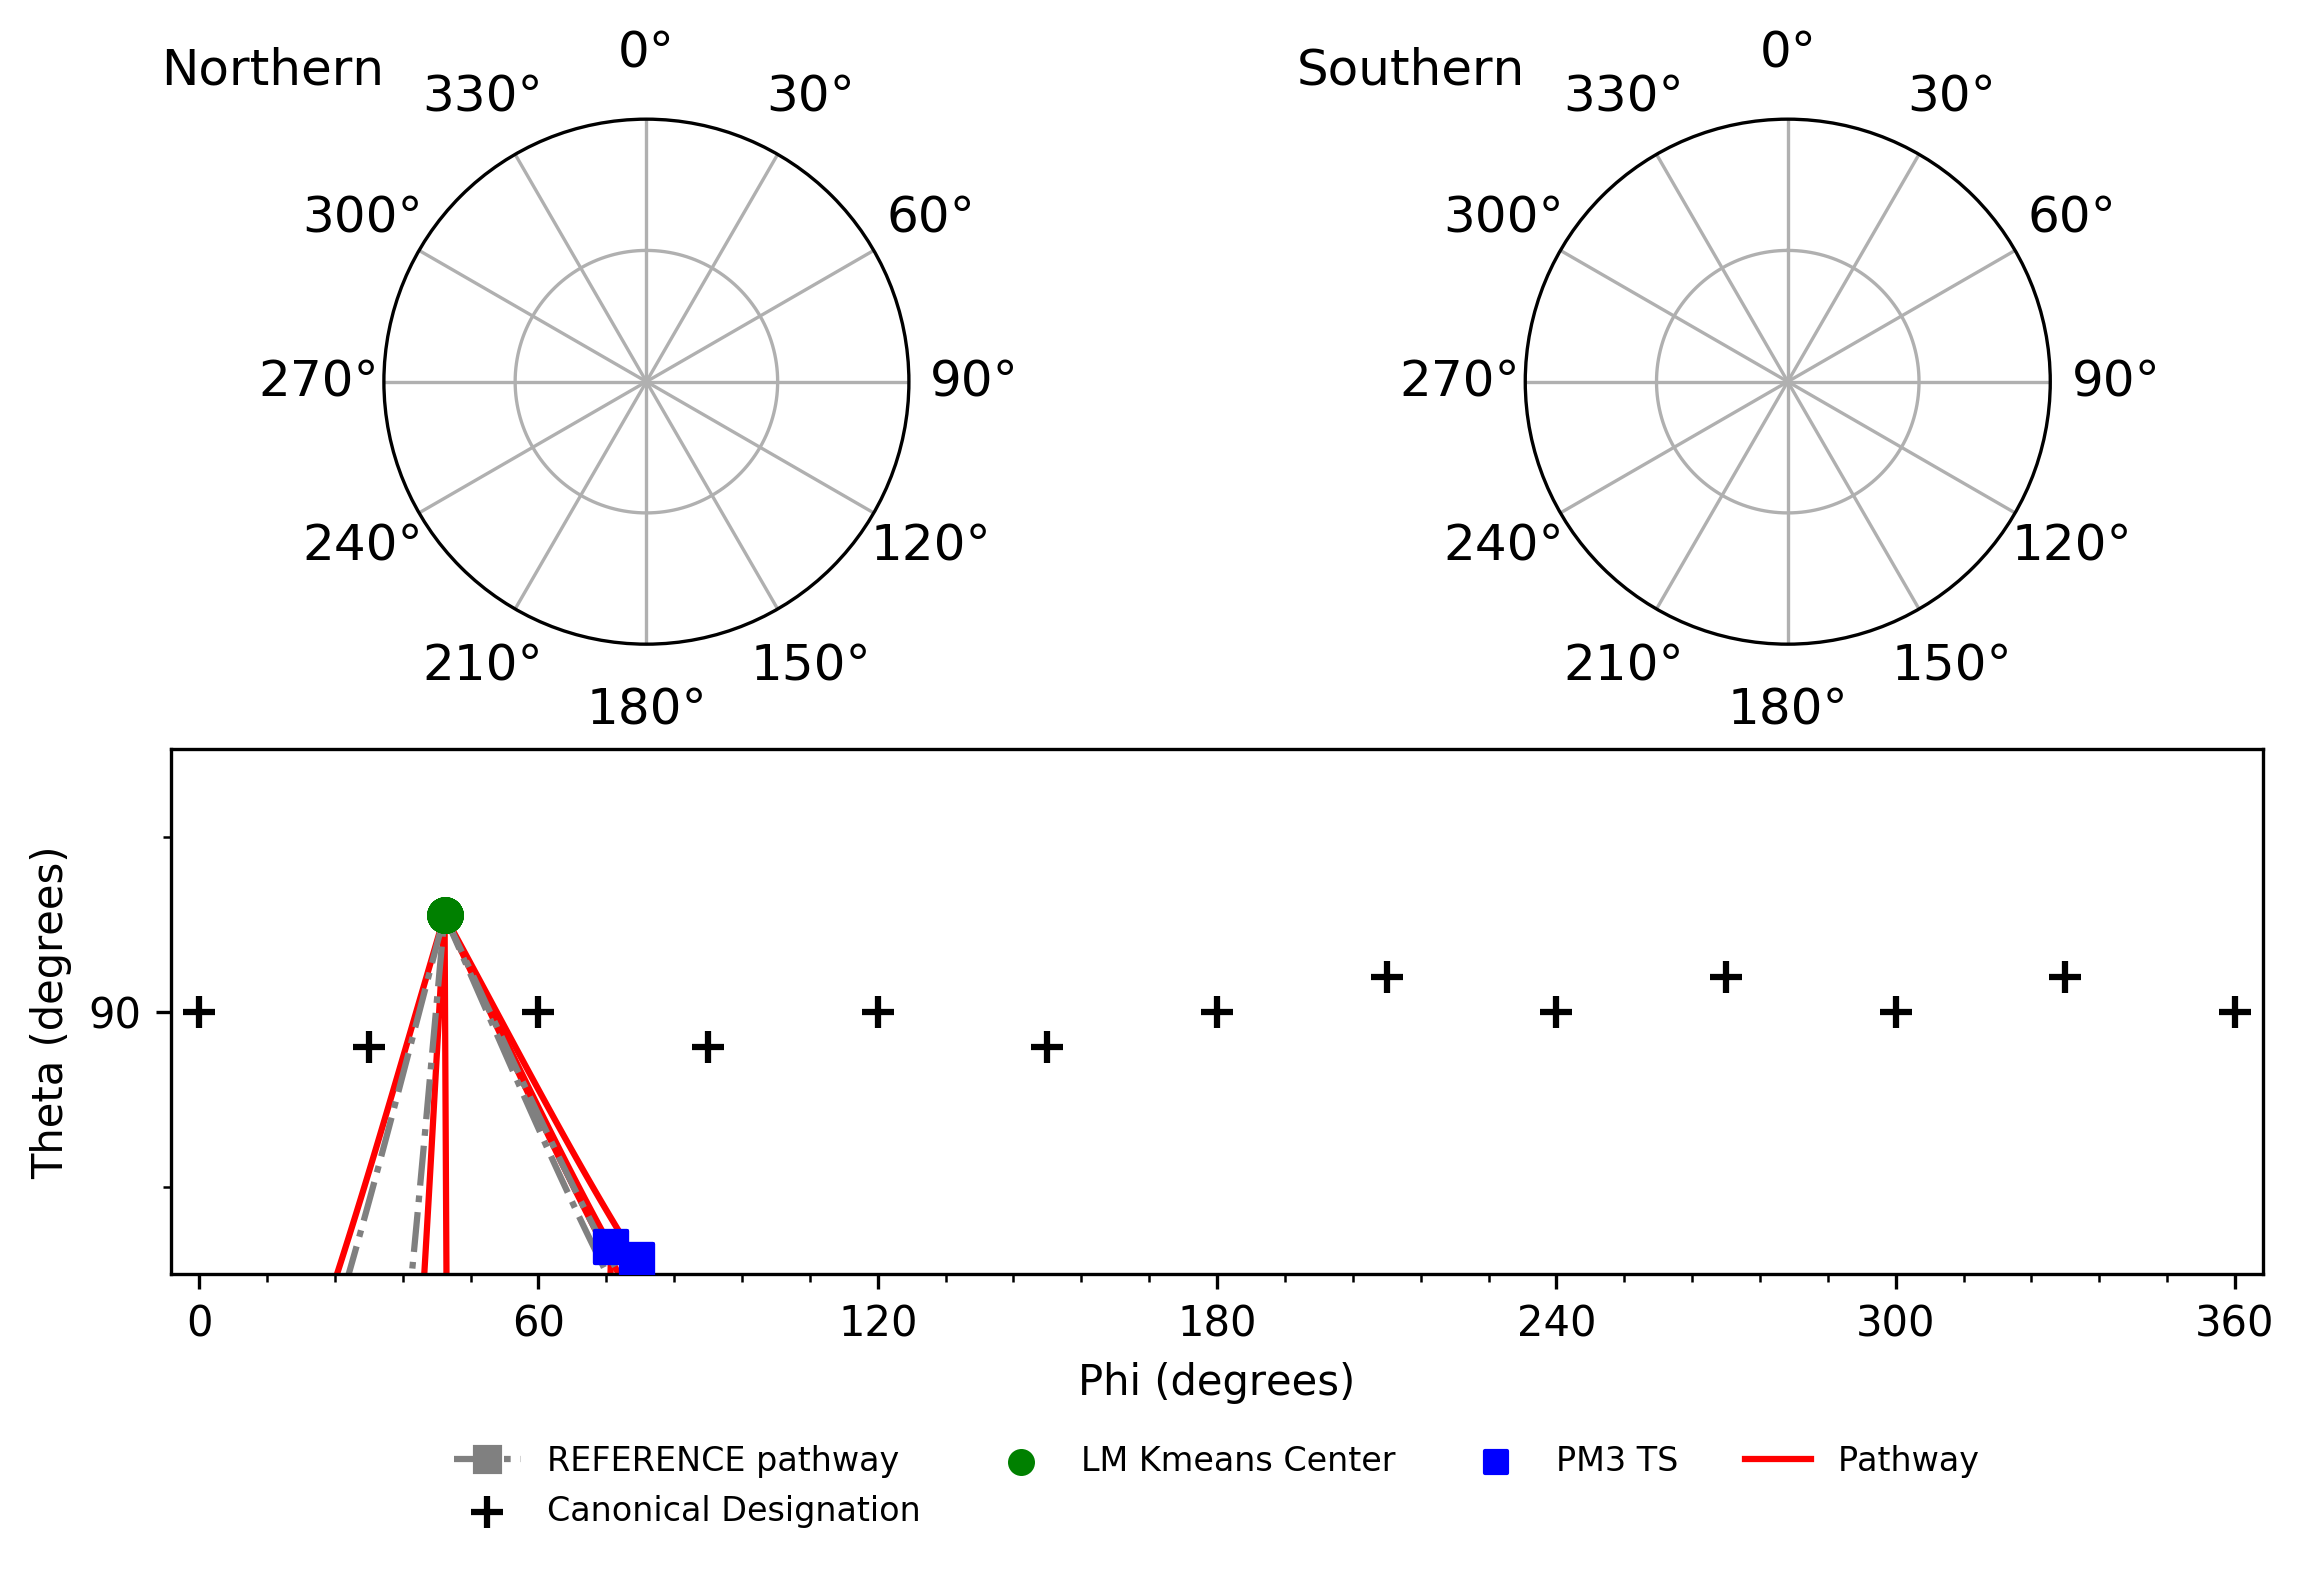 Northern
0°
30°
60°
90°
120°
150°
180°
210°
240°
270°
300°
330°
Southern
0°
30°
60°
90°
120°
150°
180°
210°
240°
270°
300°
330°
Theta (degrees)
90
0 60 120 180 240 300 360
Phi (degrees)
REFERENCE pathway
Canonical Designation
LM Kmeans Center
PM3 TS
Pathway